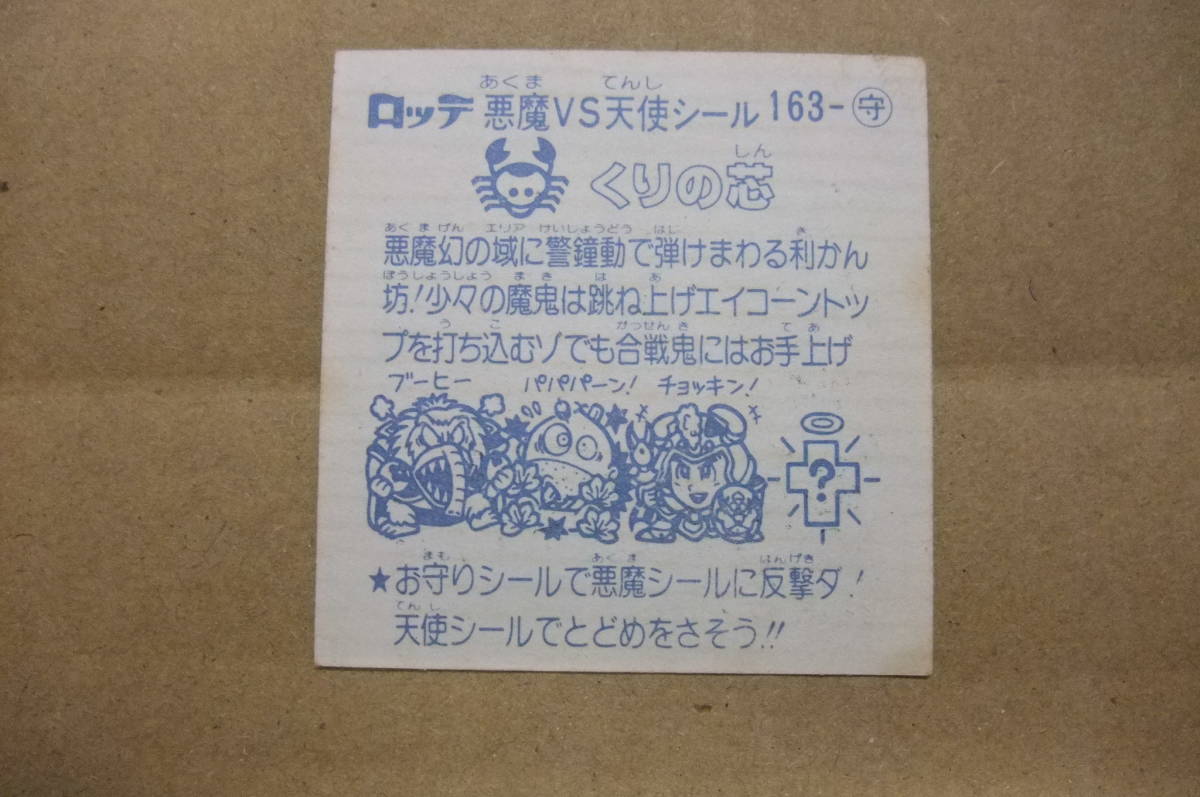 あくま てんし
ロッテ 悪魔VS天使シール 163-守
しん
くりの芯
あくまげん エリア けいしょうどう はじ き
悪魔幻の域に警鐘動で弾けまわる利かん
ぼうしょうしょう まき は あ
坊!少々の魔鬼は跳ね上げエイコーントッ
う こ がっせんき てあ
プを打ち込むゾでも合戦鬼にはお手上げ
ブーヒー パパパーン! チョッキン!
?
まも あくま はんげき
★お守りシールで悪魔シールに反撃ダ!
てんし
天使シールでとどめをさそう!!